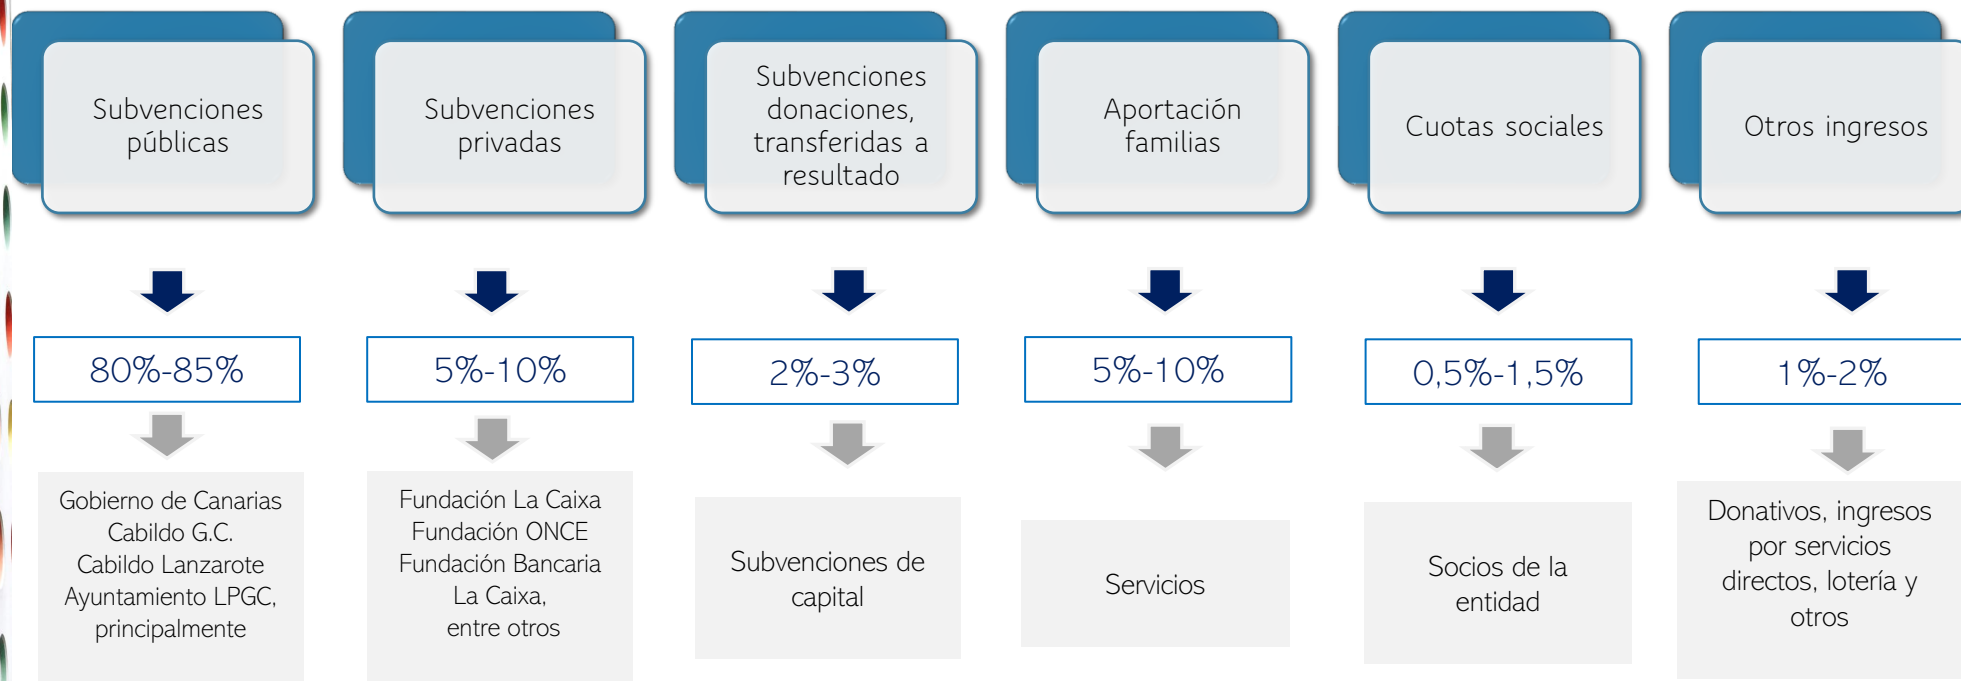 Subvenciones
públicas
Subvenciones
privadas
Subvenciones
donaciones,
transferidas a
resultado
Aportación
familias
Cuotas sociales
Otros ingresos
80%-85%
5%-10%
2%-3%
5%-10%
0,5%-1,5%
1%-2%
Gobierno de Canarias
Cabildo G.C.
Cabildo Lanzarote
Ayuntamiento LPGC,
principalmente
Fundación La Caixa
Fundación ONCE
Fundación Bancaria
La Caixa,
entre otros
Subvenciones de
capital
Servicios
Socios de la
entidad
Donativos, ingresos
por servicios
directos, lotería y
otros